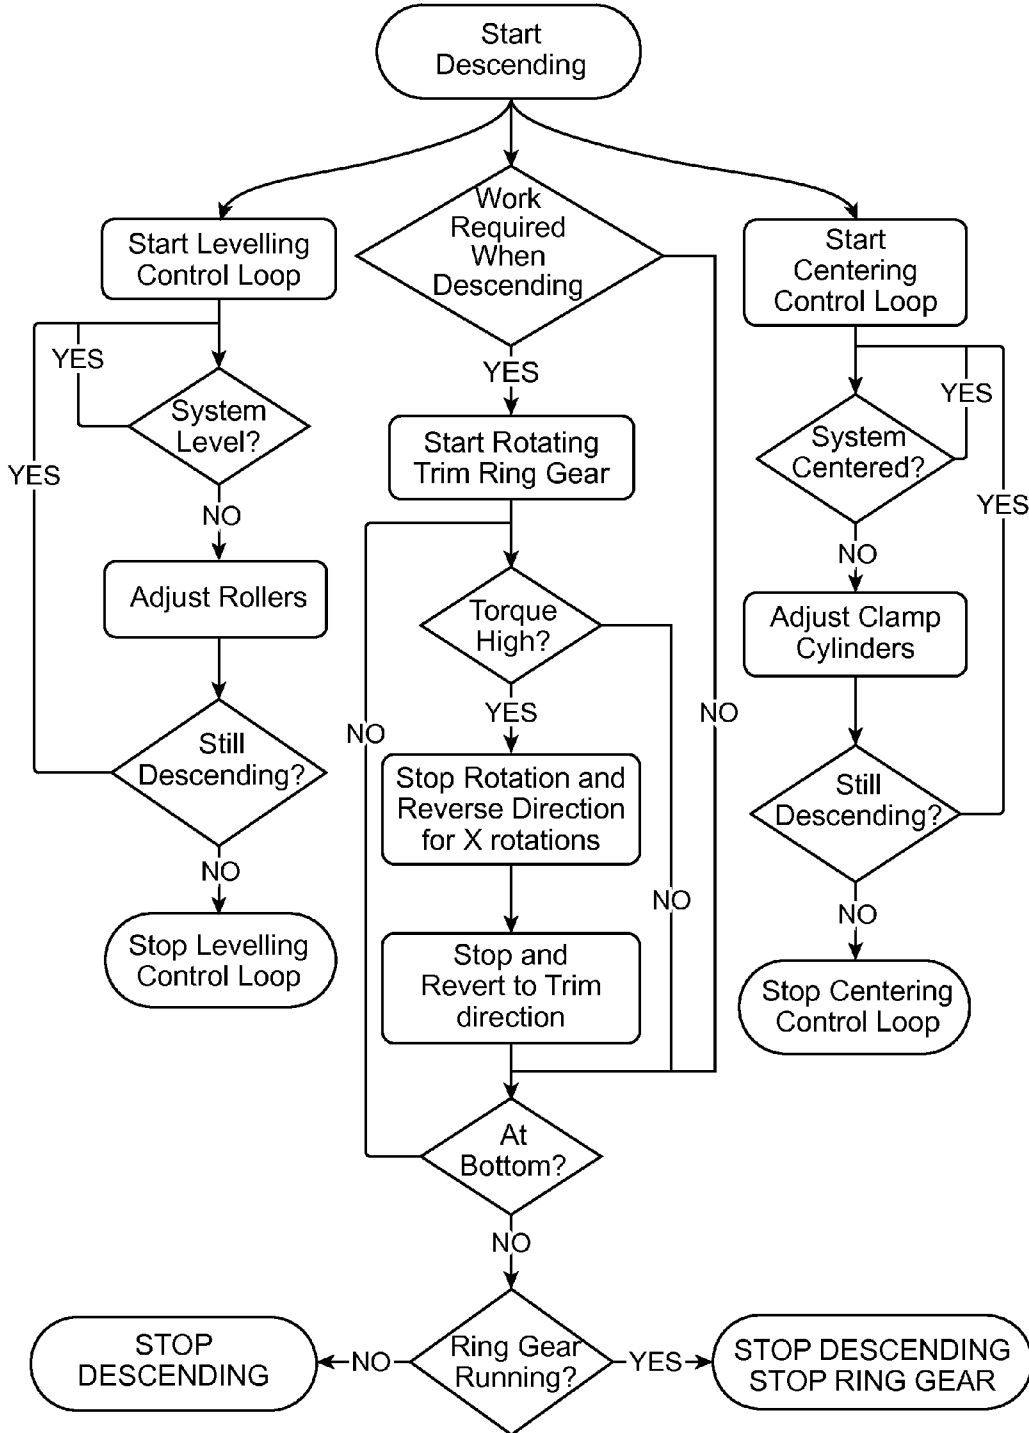 Start
Descending
Start Levelling
Control Loop
Work
Required
When
Descending
Start
Centering
Control Loop
YES
YES
YES
System
Level?
Start Rotating
Trim Ring Gear
System
Centered?
YES
YES
NO
NO
Adjust Rollers
Torque
High?
Adjust Clamp
Cylinders
YES
NO
NO
Still
Descending?
Stop Rotation and
Reverse Direction
for X rotations
Still
Descending?
NO
NO
NO
Stop Levelling
Control Loop
Stop and
Revert to Trim
direction
Stop Centering
Control Loop
At
Bottom?
NO
STOP
DESCENDING
NO
Ring Gear
Running?
YES
STOP DESCENDING
STOP RING GEAR